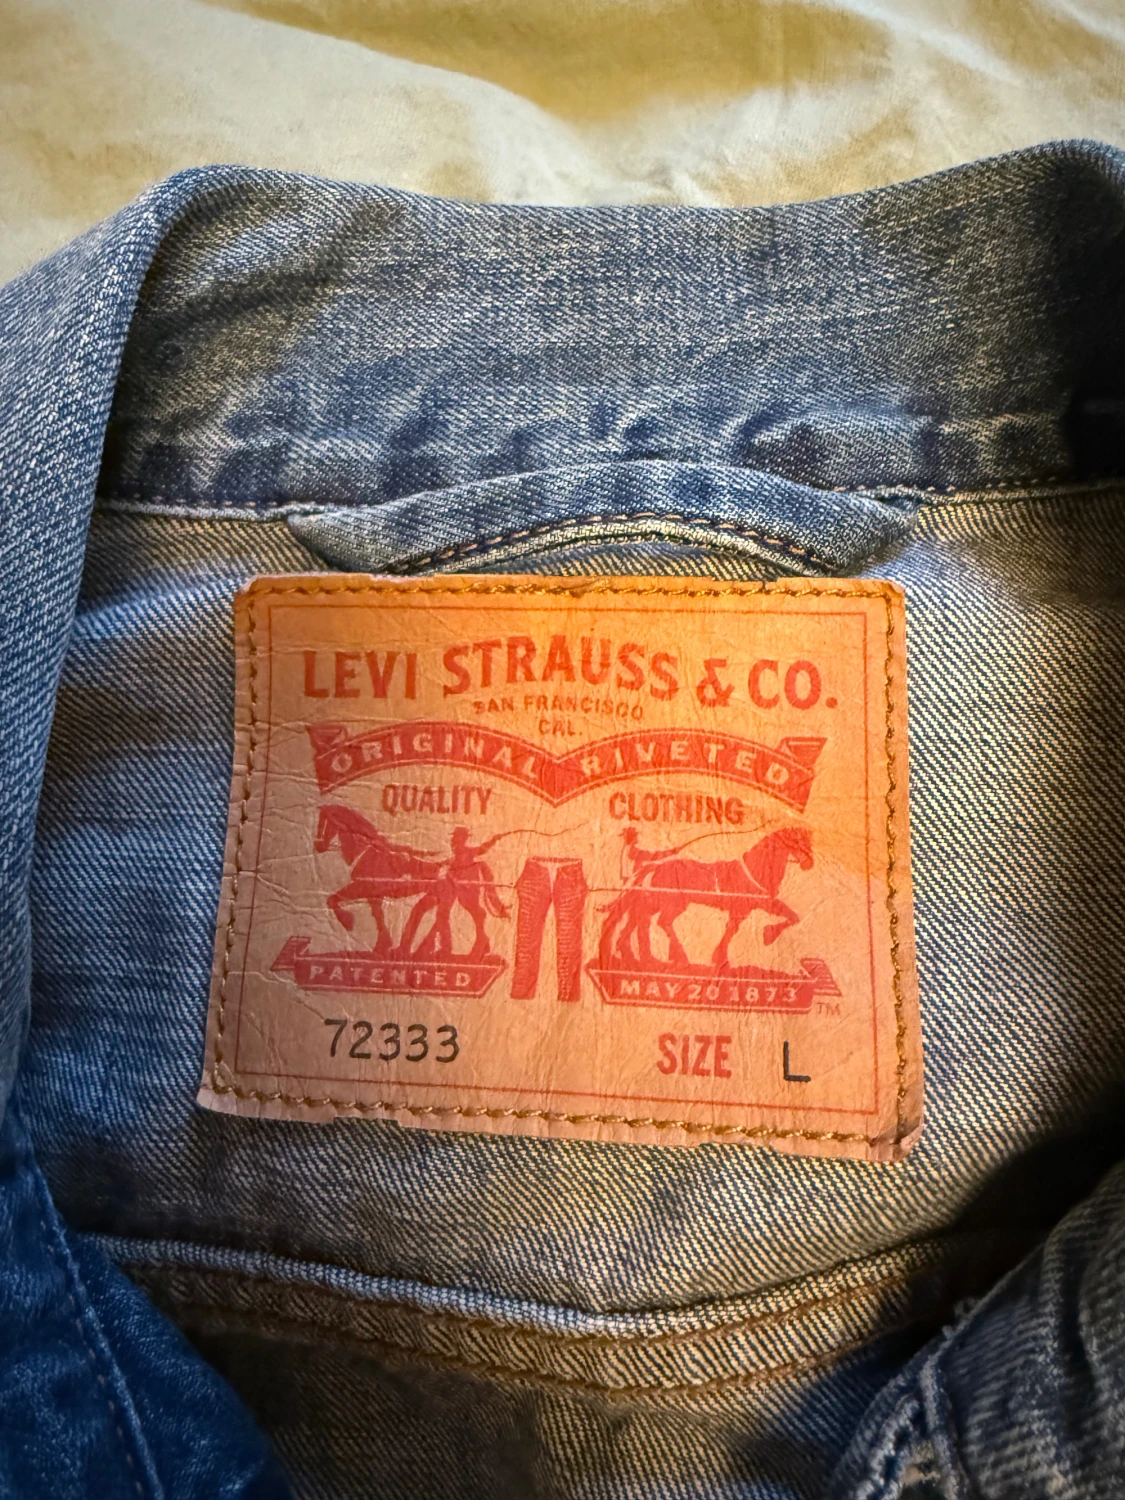 LEVI STRAUSS & CO.
SAN FRANCISCO
CAL.
ORIGINAL RIVETED
QUALITY CLOTHING
PATENTED MAY 20 1873 TM
72333 SIZE L